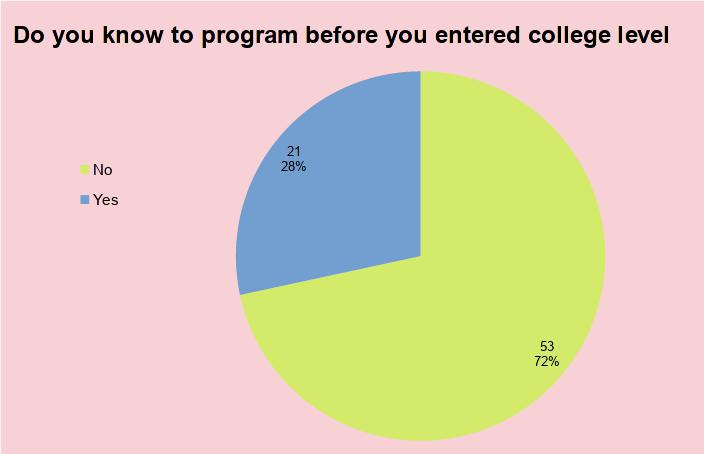 Do you know to program before you entered college level
21
28%
No
Yes
53
72%